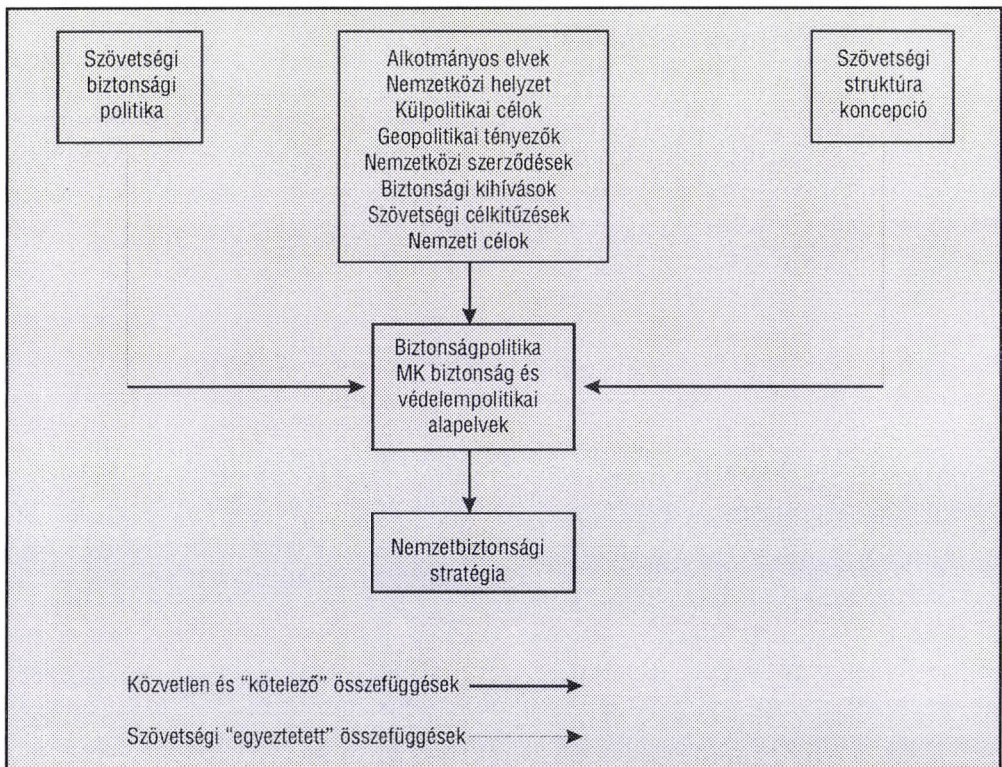 Szövetségi
biztonsági
politika
Alkotmányos elvek
Nemzetközi helyzet
Külpolitikai célok
Geopolitikai tényezők
Nemzetközi szerződések
Biztonsági kihívások
Szövetségi célkitűzések
Nemzeti célok
Szövetségi
struktúra
koncepció
Biztonságpolitika
MK biztonság és
védelempolitikai
alapelvek
Nemzetbiztonsági
stratégia
Közvetlen és “kötelező” összefüggések
Szövetségi “egyeztetett” összefüggések